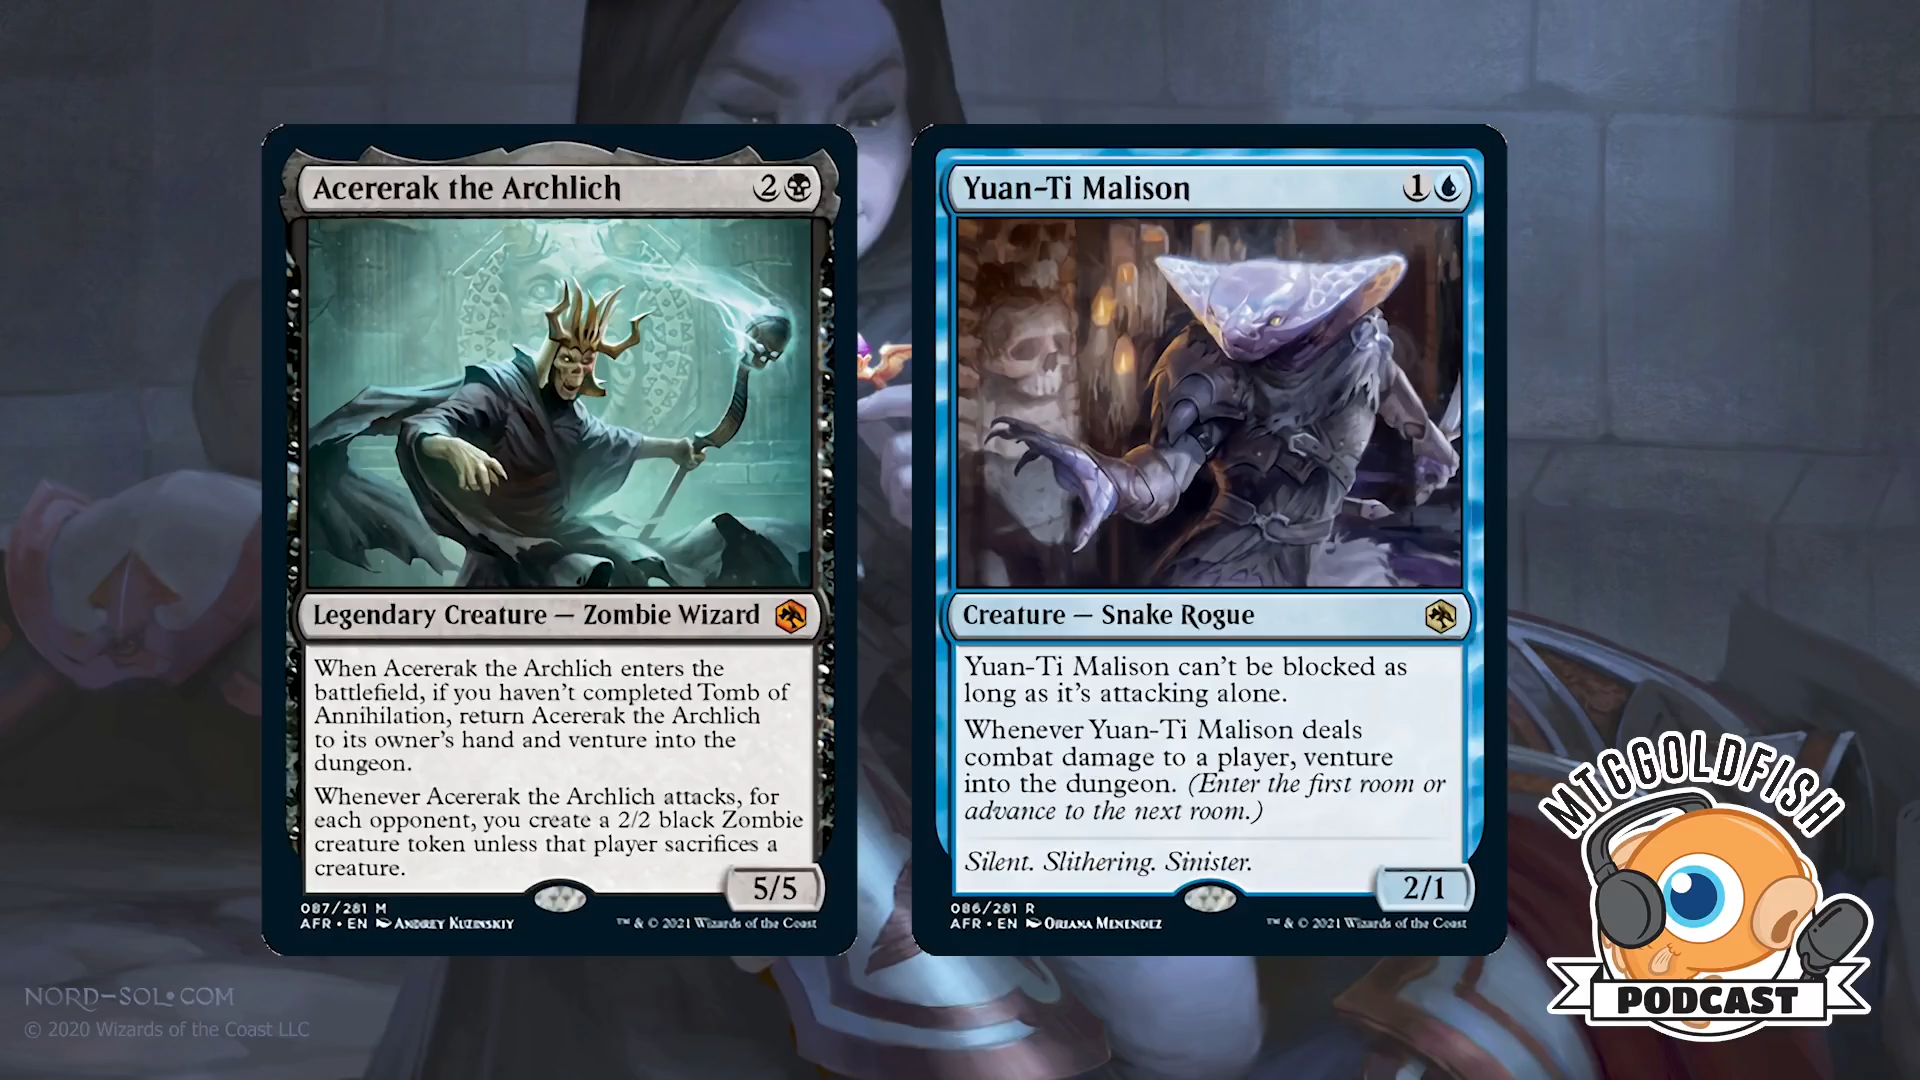 Acererak the Archlich 2
Legendary Creature — Zombie Wizard
When Acererak the Archlich enters the
battlefield, if you haven't completed Tomb of
Annihilation, return Acererak the Archlich
to its owner's hand and venture into the
dungeon.
Whenever Acererak the Archlich attacks, for
each opponent, you create a 2/2 black Zombie
creature token unless that player sacrifices a
creature.
5/5
087/281 M
AFR • EN Andrey Kuzinskiy
™ & © 2021 Wizards of the Coast
Yuan-Ti Malison 1
Creature — Snake Rogue
Yuan-Ti Malison can't be blocked as
long as it's attacking alone.
Whenever Yuan-Ti Malison deals
combat damage to a player, venture
into the dungeon. (Enter the first room or
advance to the next room.)
Silent. Slithering. Sinister.
2/1
086/281 R
AFR • EN Oriana Menendez
™ & © 2021 Wizards of the Coast
MTGGOLDFISH
PODCAST
NORD-SOL•COM
© 2020 Wizards of the Coast LLC